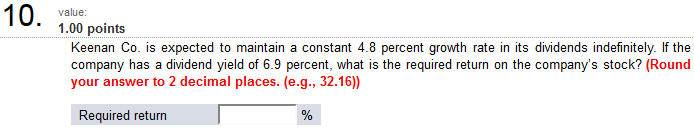 10.
value:
1.00 points
Keenan Co. is expected to maintain a constant 4.8 percent growth rate in its dividends indefinitely. If the
company has a dividend yield of 6.9 percent, what is the required return on the company's stock? (Round
your answer to 2 decimal places. (e.g., 32.16))
Required return %